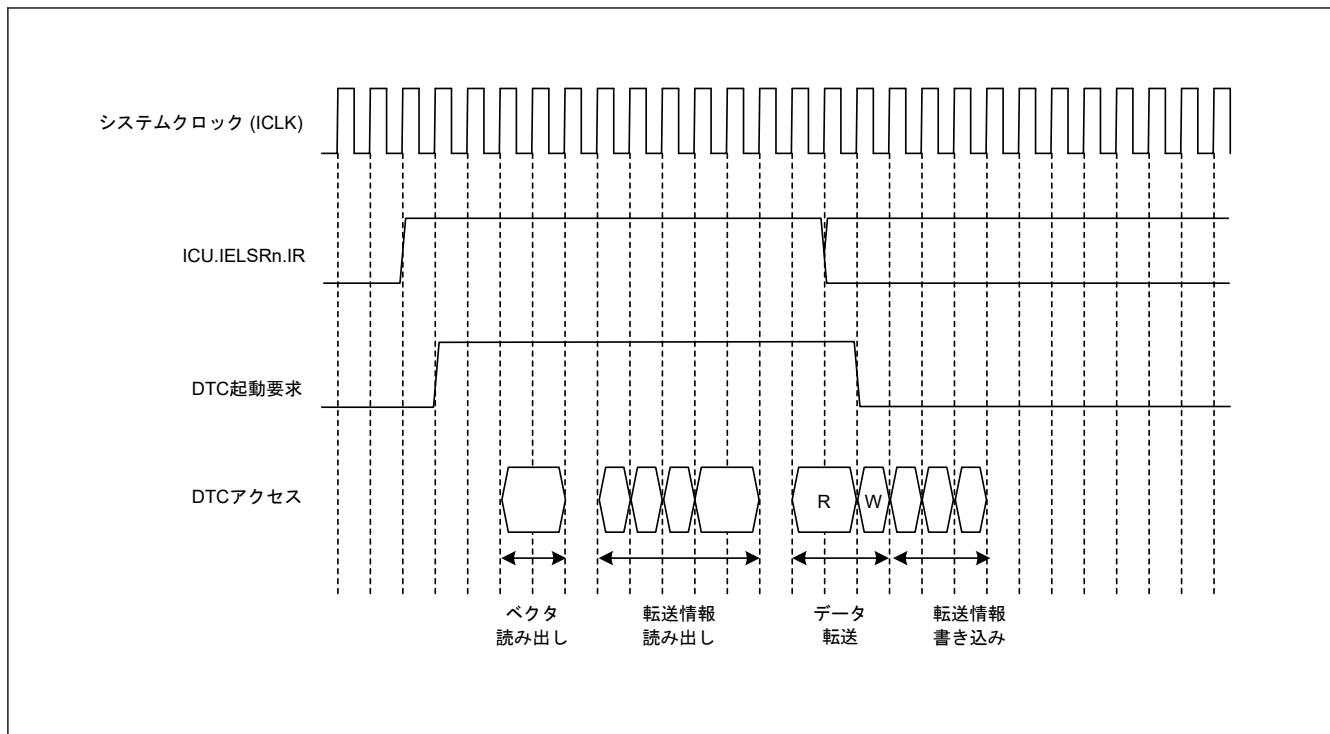 システムクロック (ICLK)
ICU.IELSRn.IR
DTC起動要求
DTCアクセス
R
W
ベクタ
読み出し
転送情報
読み出し
データ
転送
転送情報
書き込み